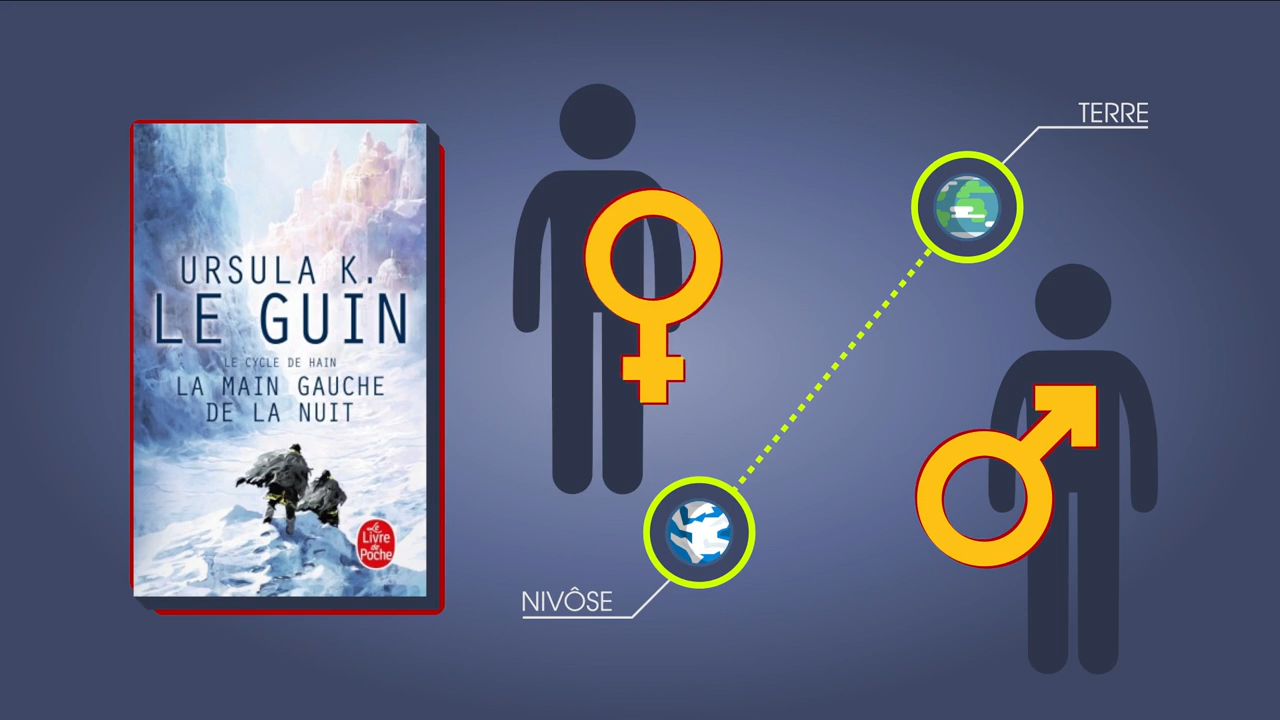 URSULA K.
LE GUIN
LE CYCLE DE HAIN
LA MAIN GAUCHE
DE LA NUIT
Le
Livre
de
Poche
TERRE
NIVÔSE